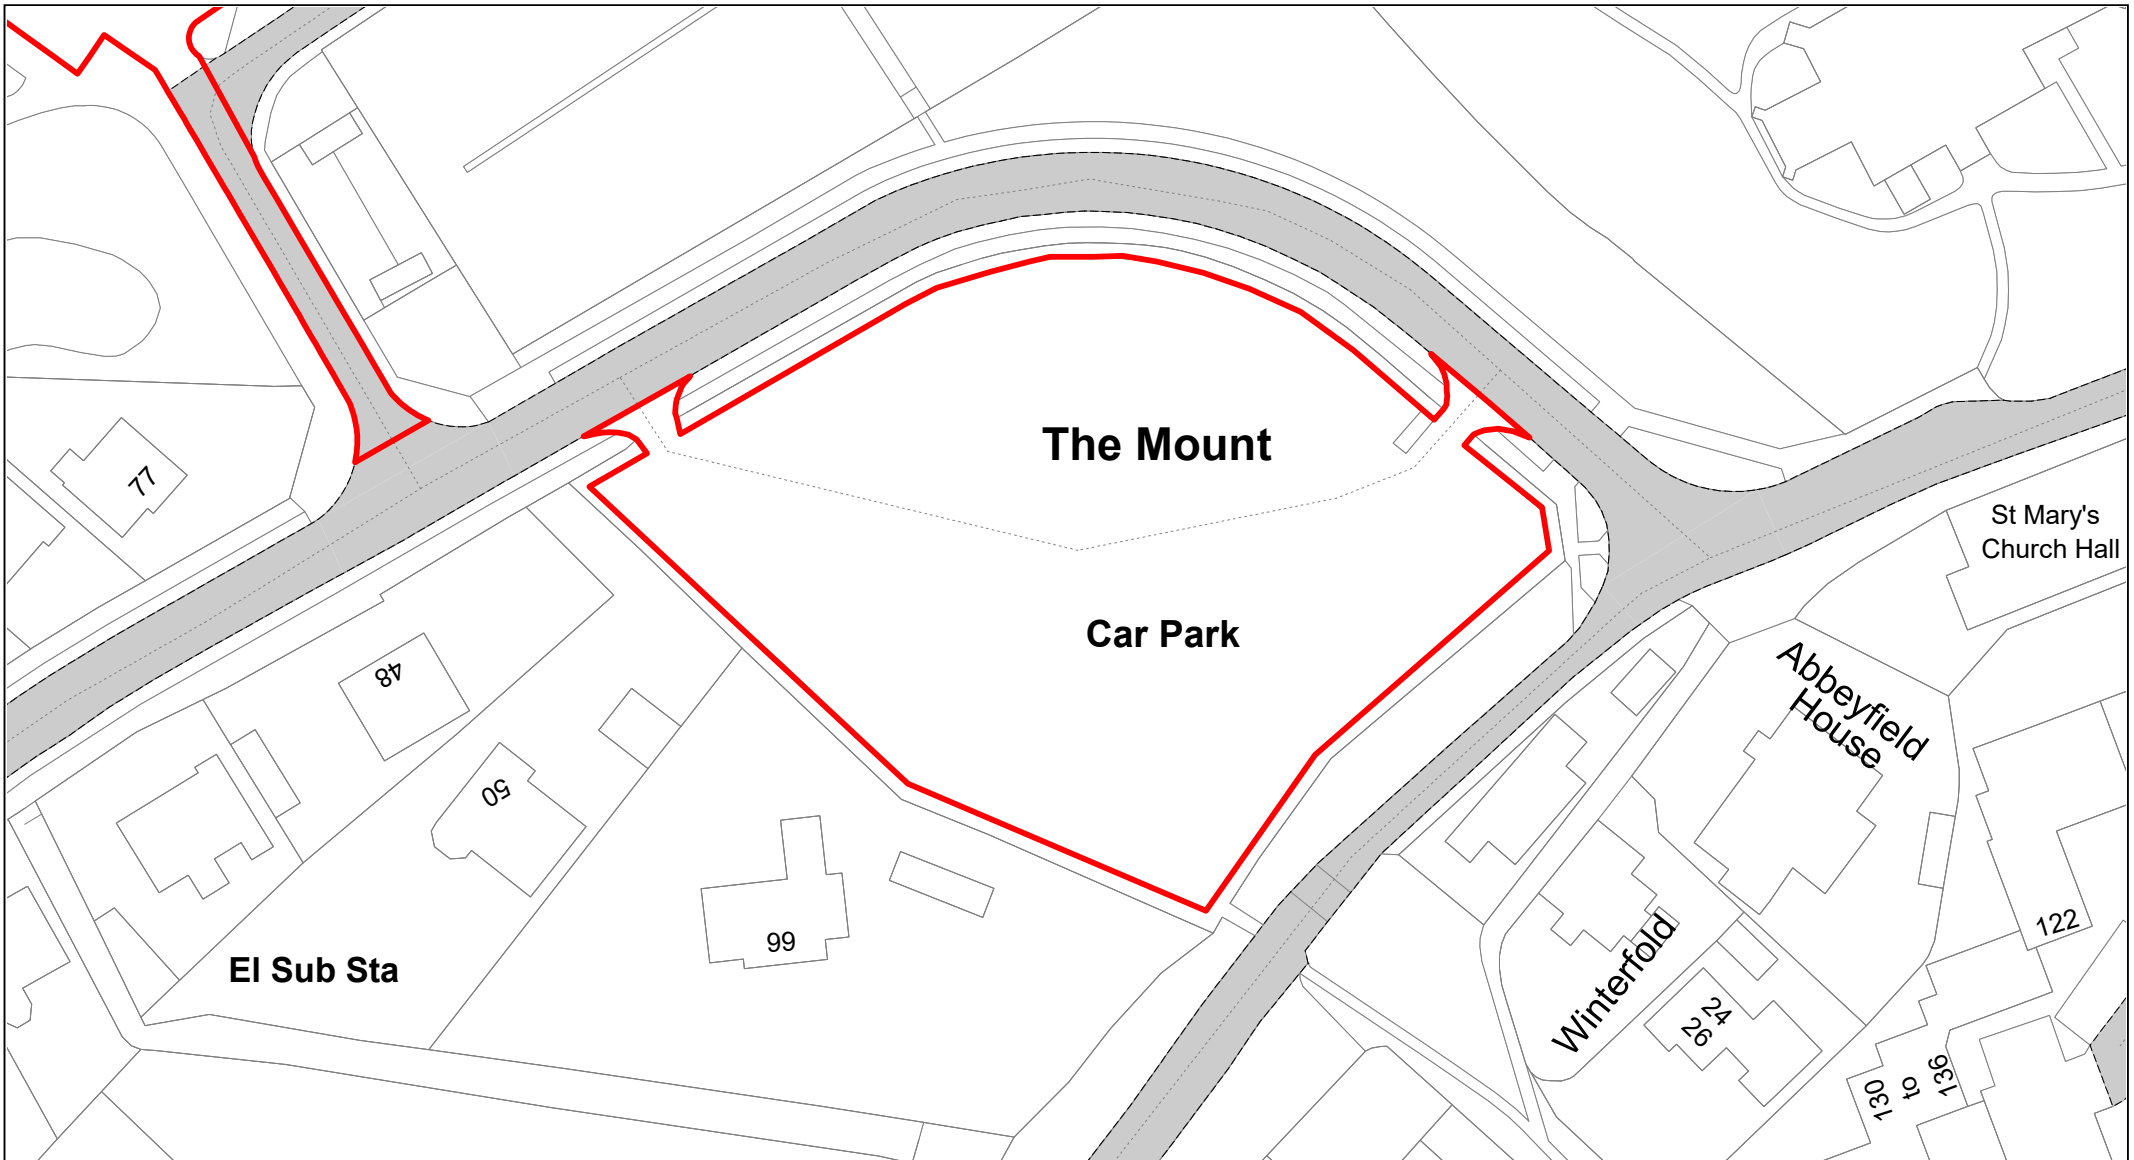 The Mount
77
St Mary's
Church Hall
Car Park
48
Abbeyfield
House
50
99
122
El Sub Sta
Winterfold
24
26
130
to
136